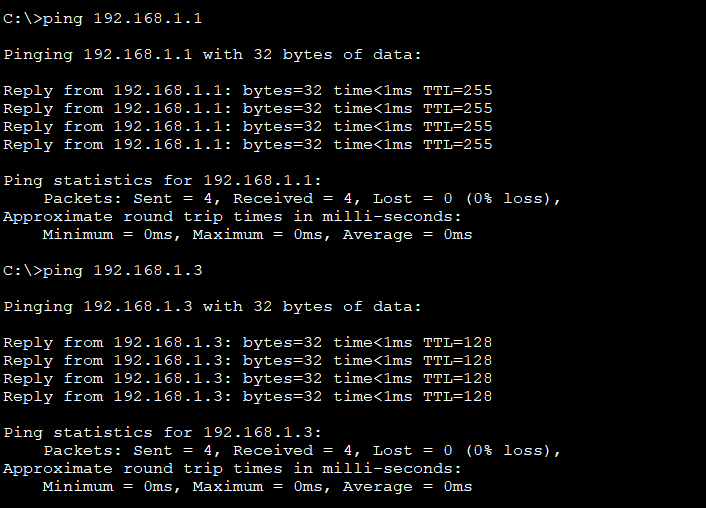 C:\>ping 192.168.1.1
Pinging 192.168.1.1 with 32 bytes of data:
Reply from 192.168.1.1: bytes=32 time<1ms TTL=255
Reply from 192.168.1.1: bytes=32 time<1ms TTL=255
Reply from 192.168.1.1: bytes=32 time<1ms TTL=255
Reply from 192.168.1.1: bytes=32 time<1ms TTL=255
Ping statistics for 192.168.1.1:
    Packets: Sent = 4, Received = 4, Lost = 0 (0% loss),
Approximate round trip times in milli-seconds:
    Minimum = 0ms, Maximum = 0ms, Average = 0ms
C:\>ping 192.168.1.3
Pinging 192.168.1.3 with 32 bytes of data:
Reply from 192.168.1.3: bytes=32 time<1ms TTL=128
Reply from 192.168.1.3: bytes=32 time<1ms TTL=128
Reply from 192.168.1.3: bytes=32 time<1ms TTL=128
Reply from 192.168.1.3: bytes=32 time<1ms TTL=128
Ping statistics for 192.168.1.3:
    Packets: Sent = 4, Received = 4, Lost = 0 (0% loss),
Approximate round trip times in milli-seconds:
    Minimum = 0ms, Maximum = 0ms, Average = 0ms